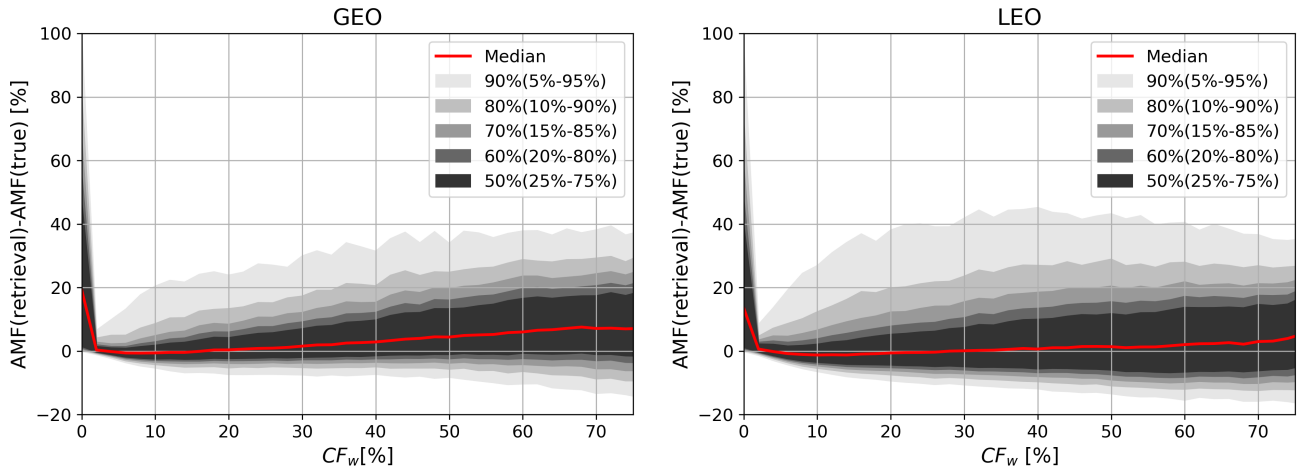 GEO
AMF(retrieval)-AMF(true) [%]
100
80
60
40
20
0
−20
Median
90%(5%-95%)
80%(10%-90%)
70%(15%-85%)
60%(20%-80%)
50%(25%-75%)
0 10 20 30 40 50 60 70
CFw[%]
LEO
AMF(retrieval)-AMF(true) [%]
100
80
60
40
20
0
−20
Median
90%(5%-95%)
80%(10%-90%)
70%(15%-85%)
60%(20%-80%)
50%(25%-75%)
0 10 20 30 40 50 60 70
CFw [%]